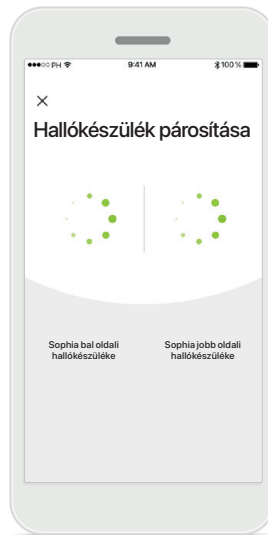 ●●●○○ PH 9:41 AM 100%
Hallókészülék párosítása
Sophia bal oldali
hallókészüléke
Sophia jobb oldali
hallókészüléke